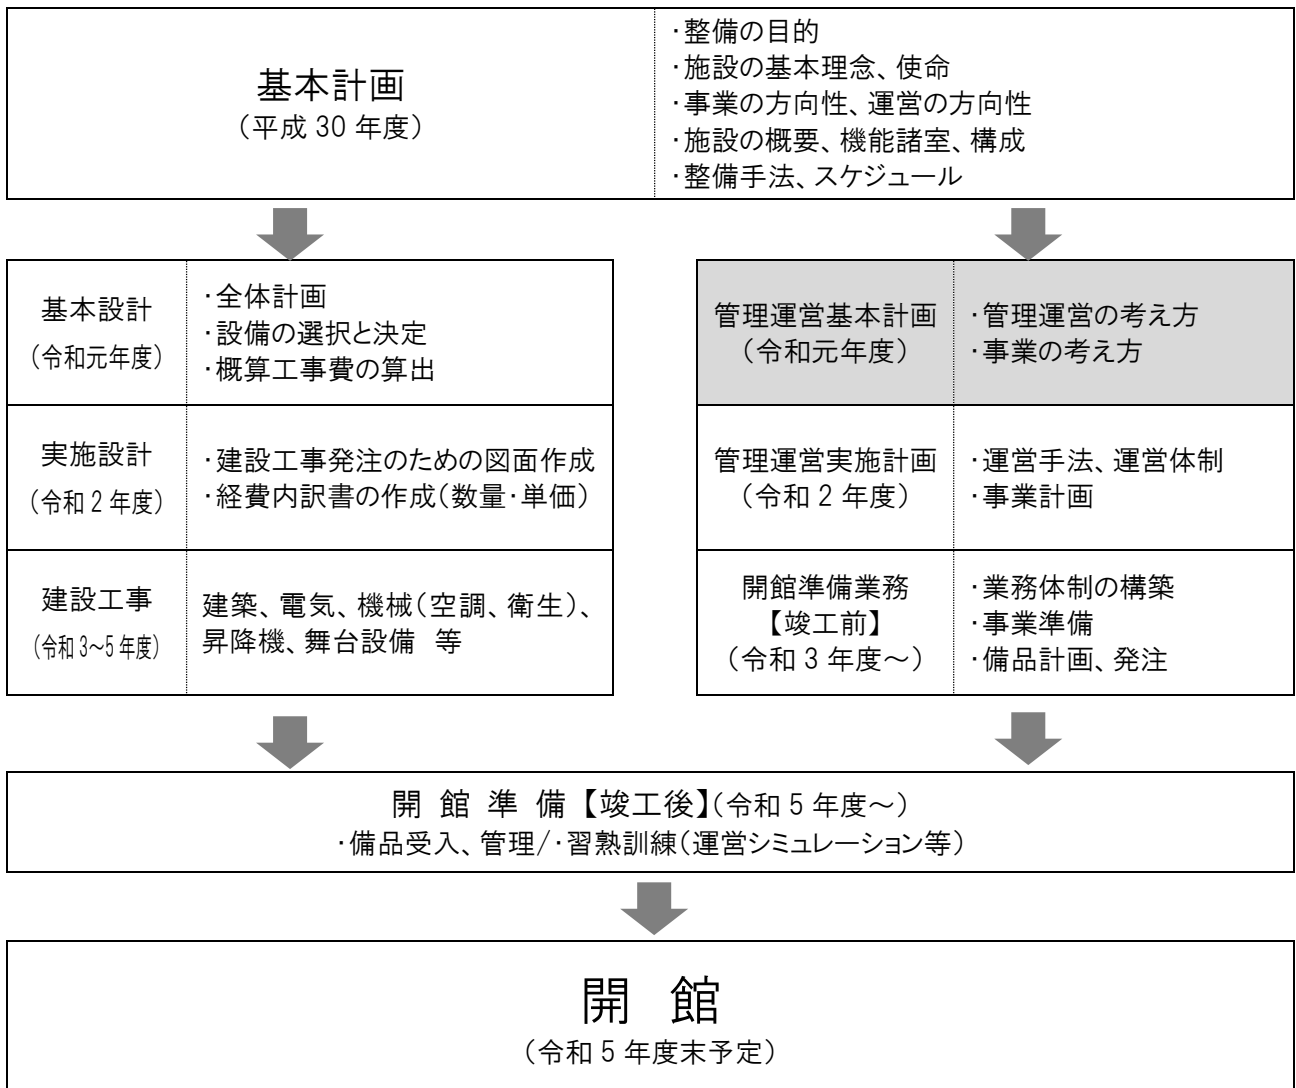 基本計画
（平成 30 年度）
・整備の目的
・施設の基本理念、使命
・事業の方向性、運営の方向性
・施設の概要、機能諸室、構成
・整備手法、スケジュール
基本設計
（令和元年度）
・全体計画
・設備の選択と決定
・概算工事費の算出
実施設計
（令和 2 年度）
・建設工事発注のための図面作成
・経費内訳書の作成（数量・単価）
建設工事
（令和 3～5 年度）
建築、電気、機械（空調、衛生）、
昇降機、舞台設備　等
管理運営基本計画
（令和元年度）
・管理運営の考え方
・事業の考え方
管理運営実施計画
（令和 2 年度）
・運営手法、運営体制
・事業計画
開館準備業務
【竣工前】
（令和 3 年度～）
・業務体制の構築
・事業準備
・備品計画、発注
開 館 準 備【竣工後】（令和 5 年度～）
・備品受入、管理/・習熟訓練（運営シミュレーション等）
開　館
（令和 5 年度末予定）